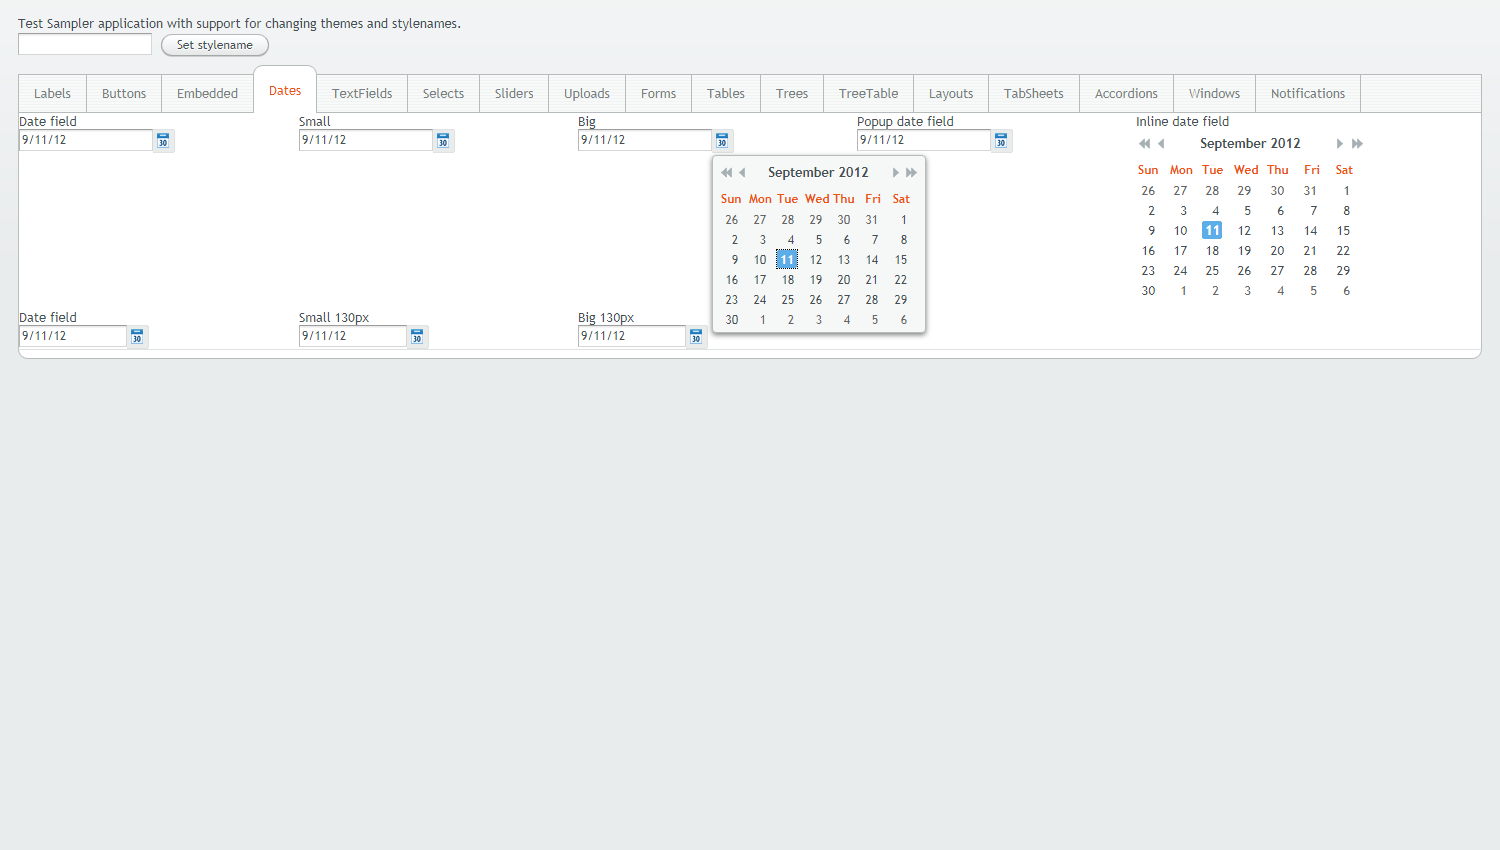 Test Sampler application with support for changing themes and stylenames.
Set stylename
Labels Buttons Embedded Dates TextFields Selects Sliders Uploads Forms Tables Trees TreeTable Layouts TabSheets Accordions Windows Notifications
Date field Small Big Popup date field Inline date field
9/11/12 30 9/11/12 30 9/11/12 30 9/11/12 30
September 2012
Sun Mon Tue Wed Thu Fri Sat
26 27 28 29 30 31 1
2 3 4 5 6 7 8
9 10 11 12 13 14 15
16 17 18 19 20 21 22
23 24 25 26 27 28 29
30 1 2 3 4 5 6
September 2012
Sun Mon Tue Wed Thu Fri Sat
26 27 28 29 30 31 1
2 3 4 5 6 7 8
9 10 11 12 13 14 15
16 17 18 19 20 21 22
23 24 25 26 27 28 29
30 1 2 3 4 5 6
Date field Small 130px Big 130px
9/11/12 30 9/11/12 30 9/11/12 30